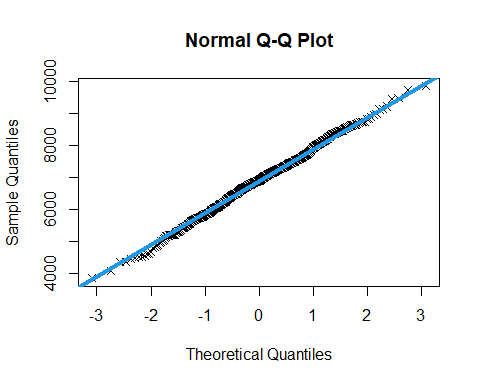 Normal Q-Q Plot
10000
8000
6000
4000
Sample Quantiles
-3 -2 -1 0 1 2 3
Theoretical Quantiles